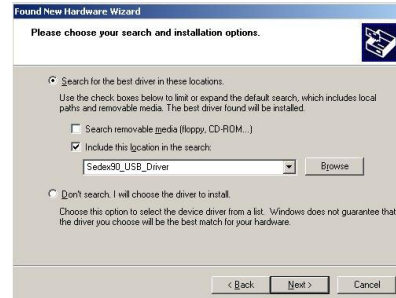 Found New Hardware Wizard
Please choose your search and installation options.
Search for the best driver in these locations.
Use the check boxes below to limit or expand the default search, which includes local
paths and removable media. The best driver found will be installed.
Search removable media (floppy, CD-ROM...)
Include this location in the search:
Sedex90_USB_Driver
Browse
Don't search. I will choose the driver to install.
Choose this option to select the device driver from a list. Windows does not guarantee that
the driver you choose will be the best match for your hardware.
< Back
Next >
Cancel